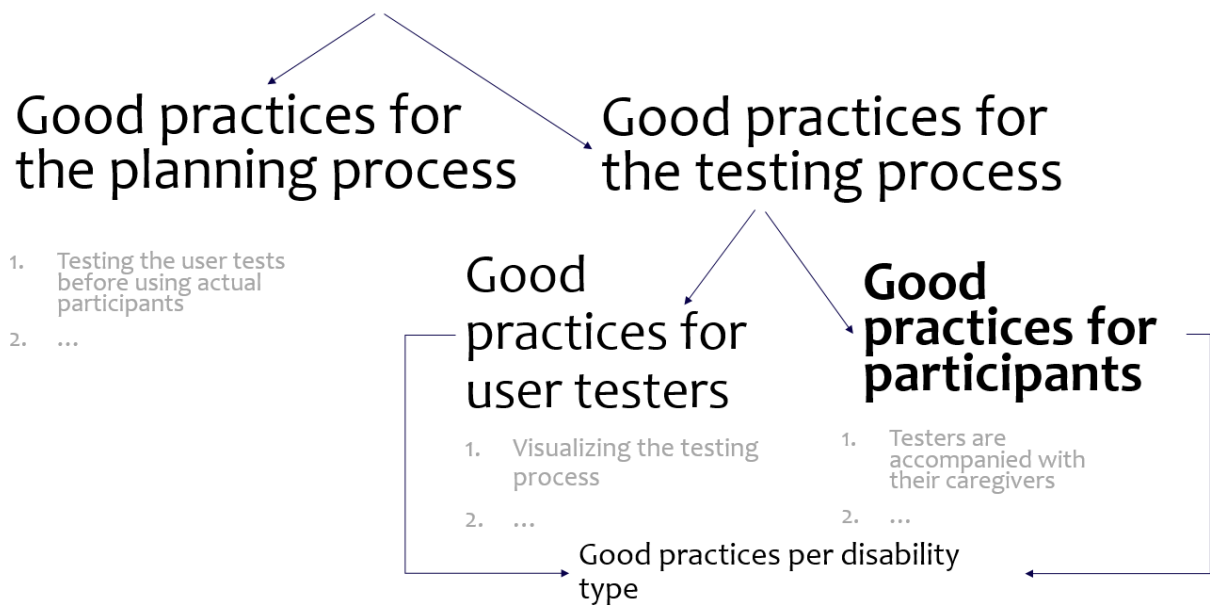 Good practices for
the planning process
Good practices for
the testing process
1. Testing the user tests
before using actual
participants
2. …
Good
practices for
user testers
1. Visualizing the testing
process
2. …
Good
practices for
participants
1. Testers are
accompanied with
their caregivers
2. …
Good practices per disability
type